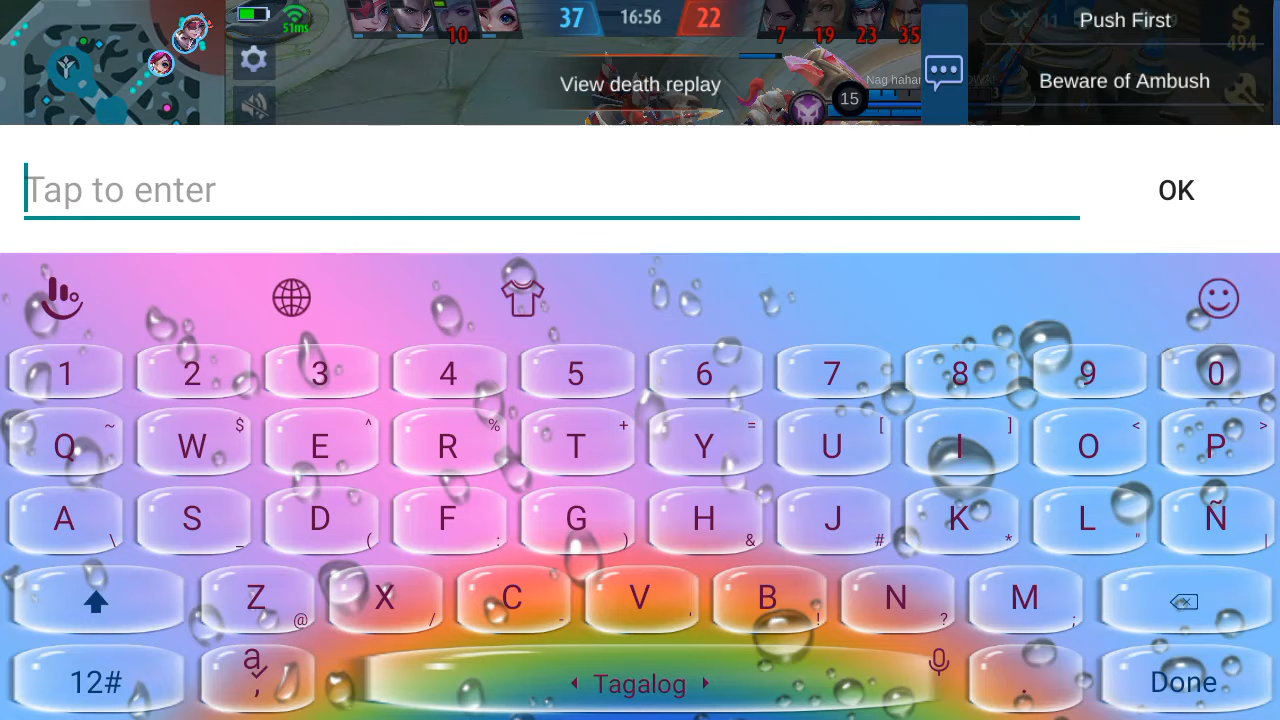 37 16:56 22
51ms
10
7 19 23 35
11
Push First
494
View death replay
Nag hahar
15
Beware of Ambush
Tap to enter
OK
1 2 3 4 5 6 7 8 9 0
~ $ ^ % + = [ ] < >
Q W E R T Y U I O P
A S D F G H J K L Ñ
\ _ ( : ) & # * " |
Z X C V B N M
@ / - ' ! ? ;
12# a , Tagalog . Done